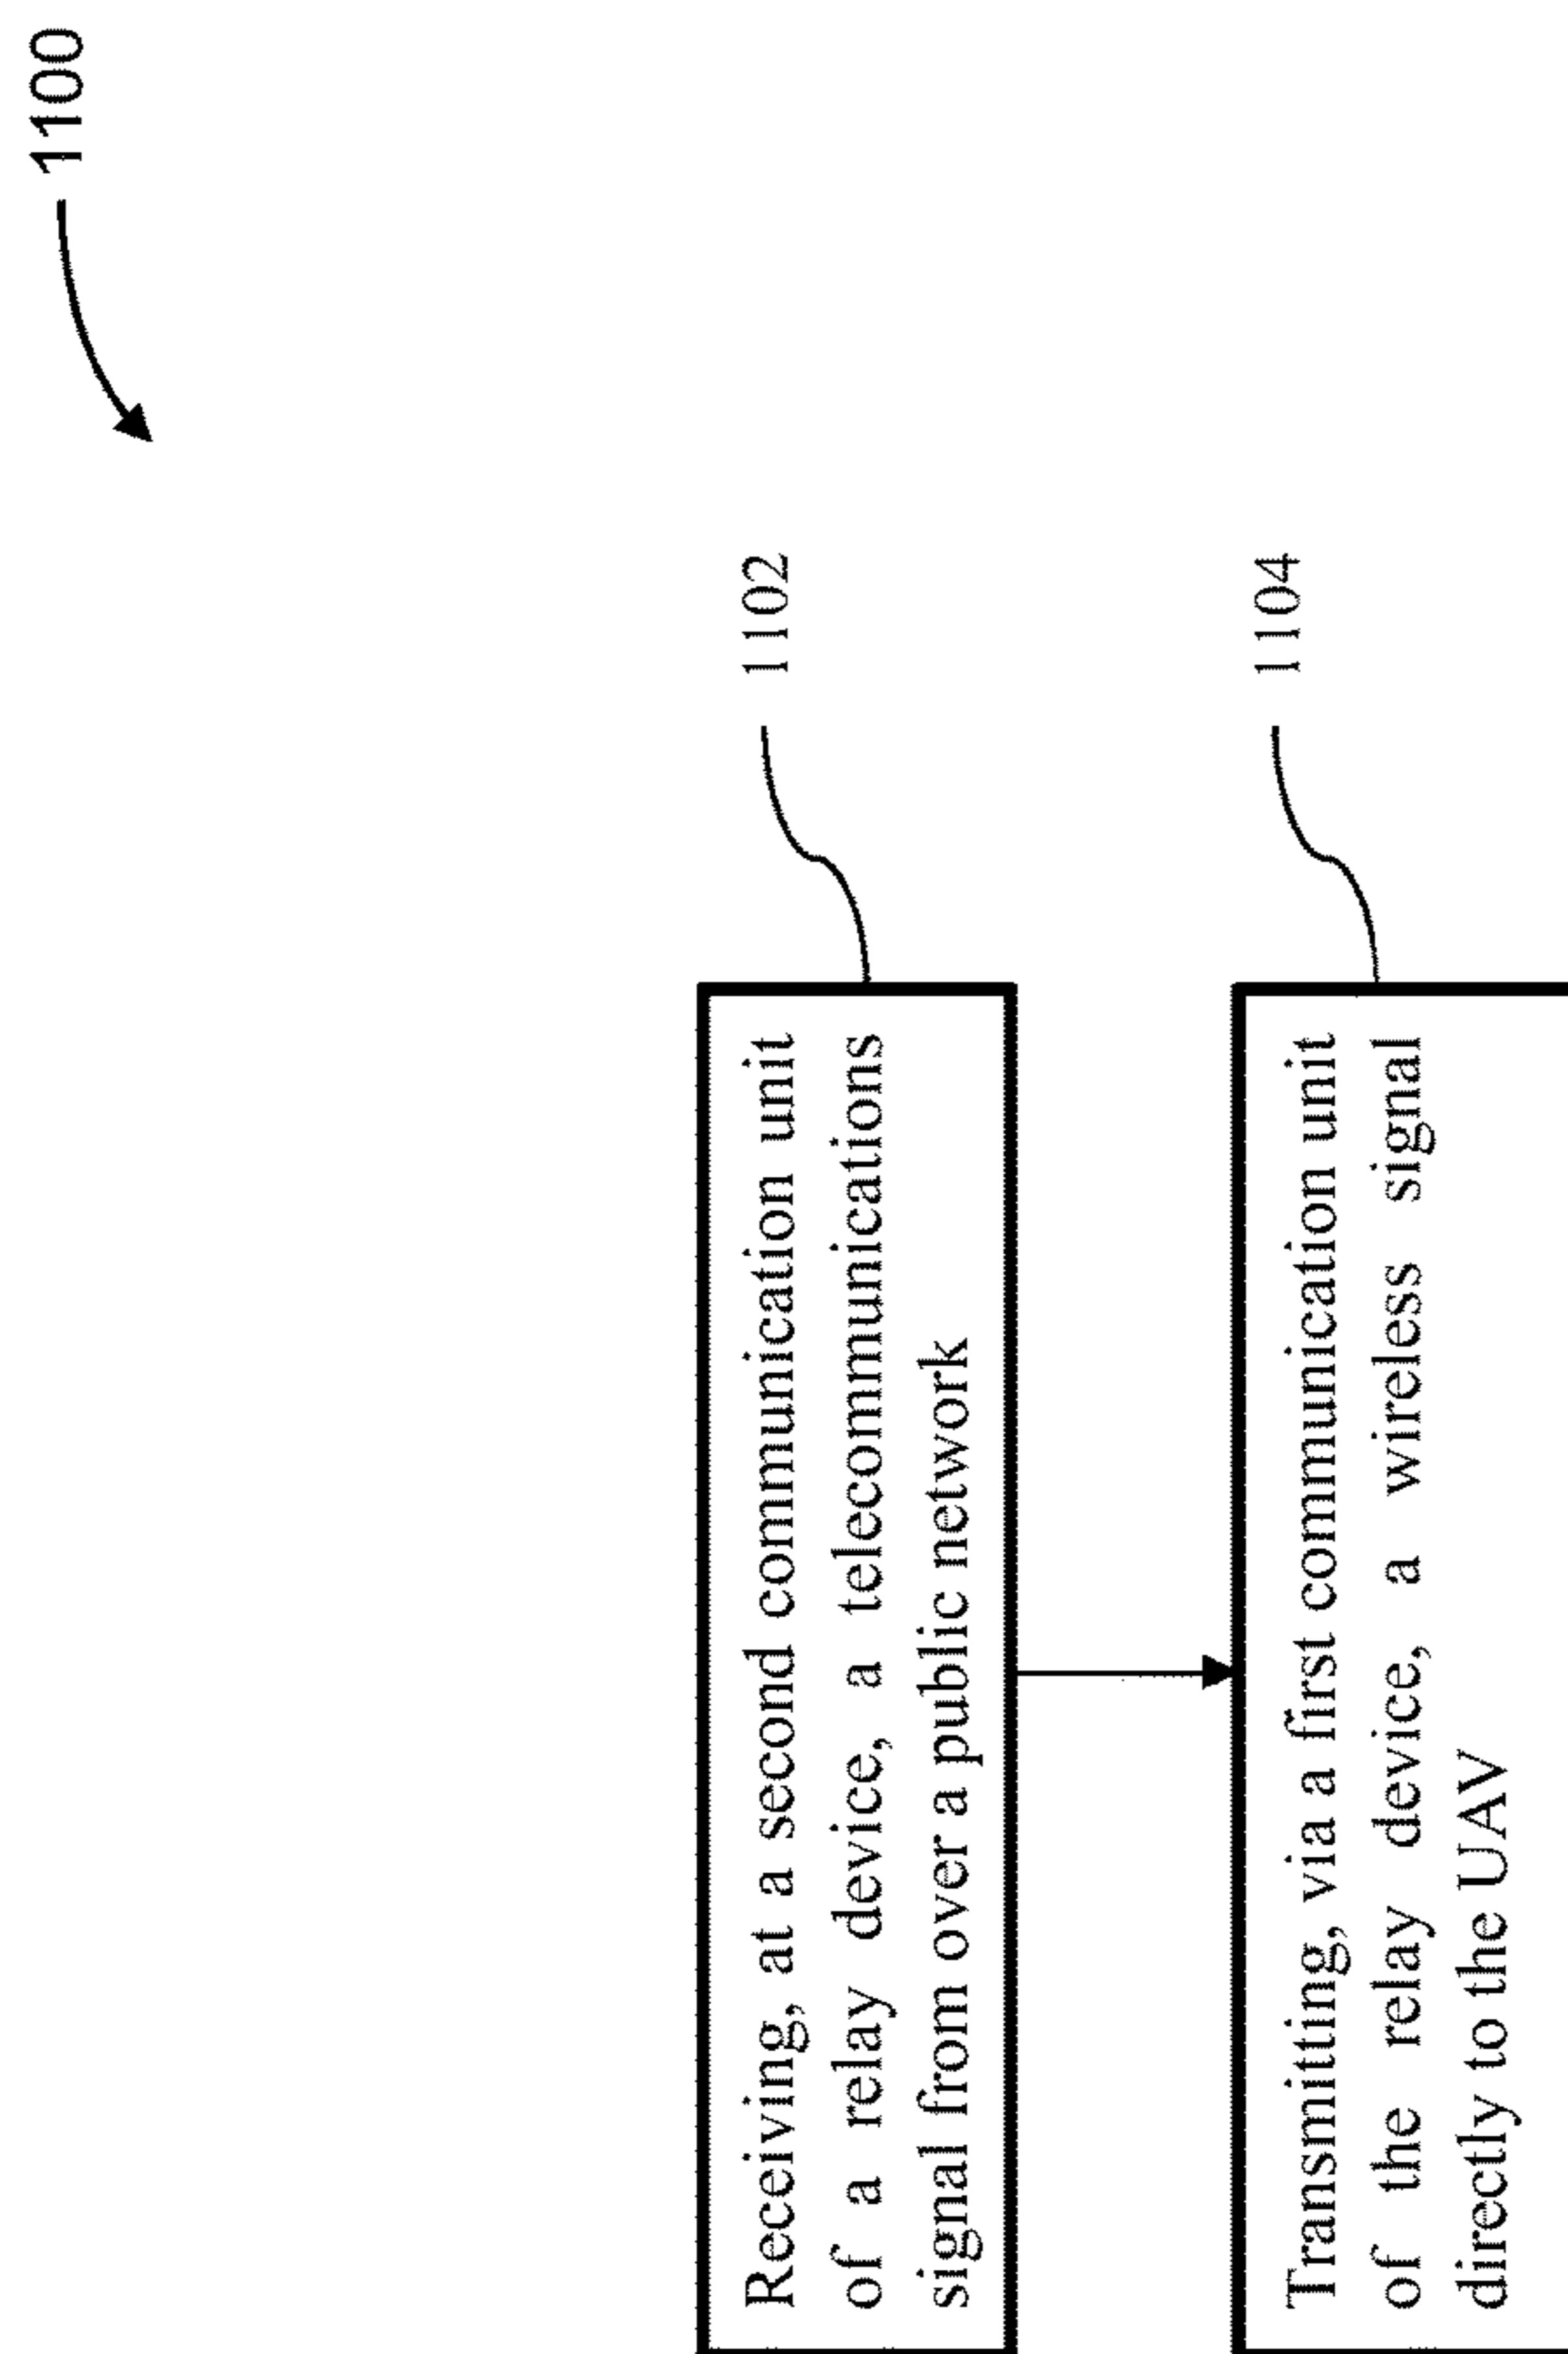 1100
1102
Receiving, at a second communication unit
of a relay device, a telecommunications
signal from over a public network
1104
Transmitting, via a first communication unit
of the relay device, a wireless signal
directly to the UAV